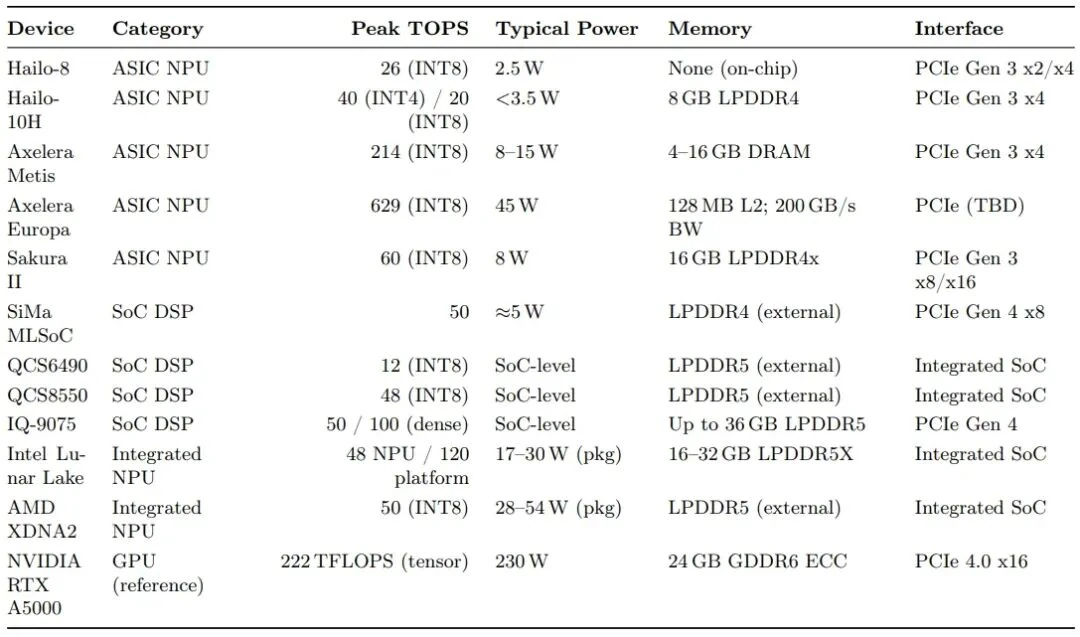 Device Category Peak TOPS Typical Power Memory Interface
Hailo-8 ASIC NPU 26 (INT8) 2.5 W None (on-chip) PCIe Gen 3 x2/x4
Hailo- ASIC NPU 40 (INT4) / 20 <3.5 W 8 GB LPDDR4 PCIe Gen 3 x4
10H (INT8)
Axelera ASIC NPU 214 (INT8) 8–15 W 4–16 GB DRAM PCIe Gen 3 x4
Metis
Axelera ASIC NPU 629 (INT8) 45 W 128 MB L2; 200 GB/s PCIe (TBD)
Europa BW
Sakura ASIC NPU 60 (INT8) 8 W 16 GB LPDDR4x PCIe Gen 3
II x8/x16
SiMa SoC DSP 50 ≈5 W LPDDR4 (external) PCIe Gen 4 x8
MLSoC
QCS6490 SoC DSP 12 (INT8) SoC-level LPDDR5 (external) Integrated SoC
QCS8550 SoC DSP 48 (INT8) SoC-level LPDDR5 (external) Integrated SoC
IQ-9075 SoC DSP 50 / 100 (dense) SoC-level Up to 36 GB LPDDR5 PCIe Gen 4
Intel Lu- Integrated 48 NPU / 120 17–30 W (pkg) 16–32 GB LPDDR5X Integrated SoC
nar Lake NPU platform
AMD Integrated 50 (INT8) 28–54 W (pkg) LPDDR5 (external) Integrated SoC
XDNA2 NPU
NVIDIA GPU 222 TFLOPS (tensor) 230 W 24 GB GDDR6 ECC PCIe 4.0 x16
RTX (reference)
A5000